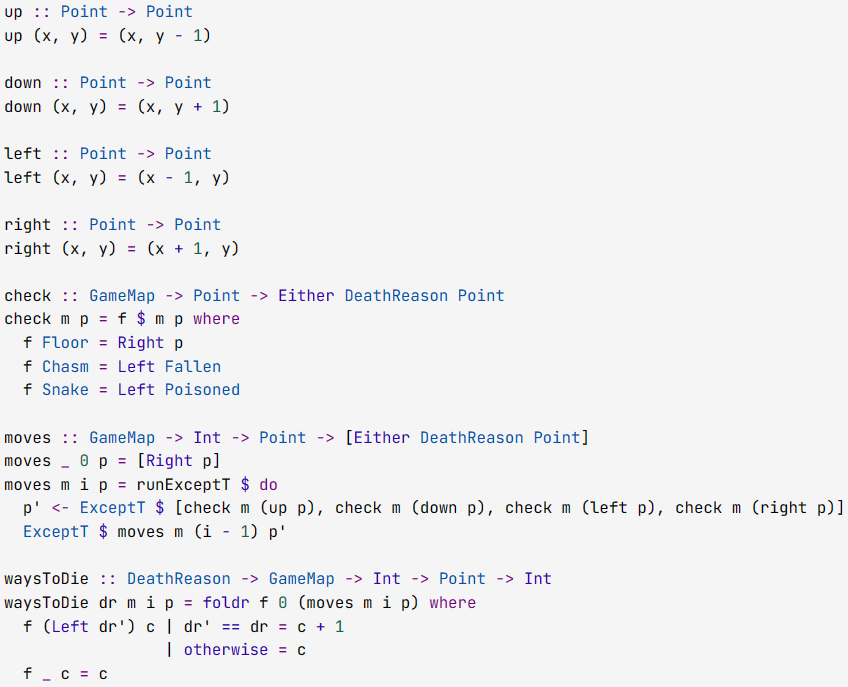 up :: Point -> Point
up (x, y) = (x, y - 1)
down :: Point -> Point
down (x, y) = (x, y + 1)
left :: Point -> Point
left (x, y) = (x - 1, y)
right :: Point -> Point
right (x, y) = (x + 1, y)
check :: GameMap -> Point -> Either DeathReason Point
check m p = f $ m p where
  f Floor = Right p
  f Chasm = Left Fallen
  f Snake = Left Poisoned
moves :: GameMap -> Int -> Point -> [Either DeathReason Point]
moves _ 0 p = [Right p]
moves m i p = runExceptT $ do
  p' <- ExceptT $ [check m (up p), check m (down p), check m (left p), check m (right p)]
  ExceptT $ moves m (i - 1) p'
waysToDie :: DeathReason -> GameMap -> Int -> Point -> Int
waysToDie dr m i p = foldr f 0 (moves m i p) where
  f (Left dr') c | dr' == dr = c + 1
                 | otherwise = c
  f _ c = c